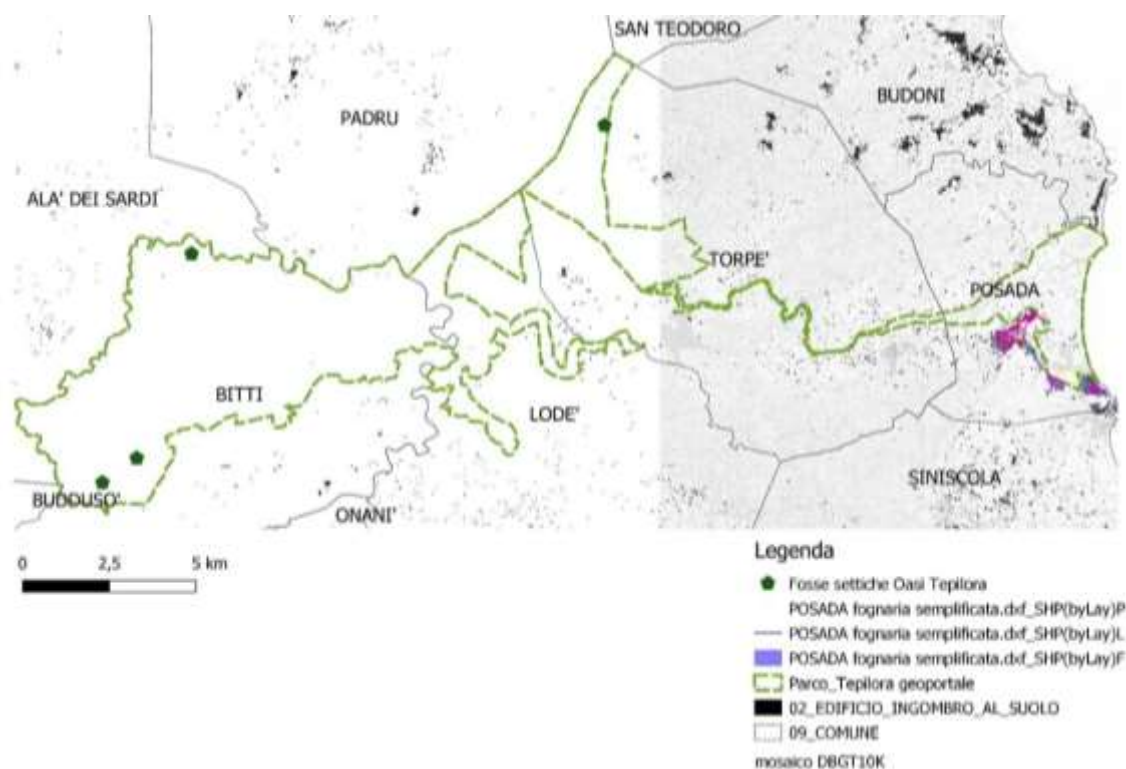 SAN TEODORO
BUDONI
PADRU
ALA' DEI SARDI
TORPE'
POSADA
BITTI
LODE'
SINISCOLA
BUDDUSO'
ONANI'
0 2,5 5 km
Legenda
Fosse settiche Oasi Tepilora
POSADA fognaria semplificata.dxf_SHP(byLay)P
POSADA fognaria semplificata.dxf_SHP(byLay)L
POSADA fognaria semplificata.dxf_SHP(byLay)F
Parco_Tepilora geoportale
02_EDIFICIO_INGOMBRO_AL_SUOLO
09_COMUNE
mosaico DBGT10K